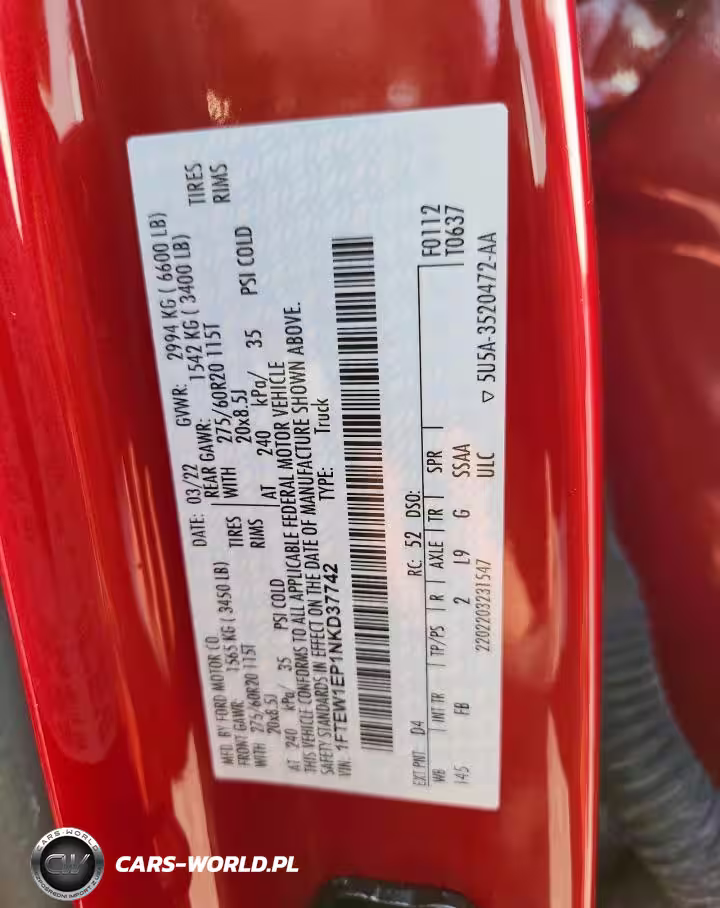 MFD. BY FORD MOTOR CO.
DATE: 03/22 GVWR: 2994 KG ( 6600 LB)
FRONT GAWR: 1565 KG ( 3450 LB)
REAR GAWR: 1542 KG ( 3400 LB)
WITH 275/60R20 115T TIRES
WITH 275/60R20 115T TIRES
20x8.5J RIMS
20x8.5J RIMS
AT 240 kPa/ 35 PSI COLD
AT 240 kPa/ 35 PSI COLD
THIS VEHICLE CONFORMS TO ALL APPLICABLE FEDERAL MOTOR VEHICLE
SAFETY STANDARDS IN EFFECT ON THE DATE OF MANUFACTURE SHOWN ABOVE.
VIN: 1FTEW1EP1NKD37742
TYPE: Truck
EXT PNT: D4 RC: 52 DSO: F0112
WB INT TR TP/PS R AXLE TR SPR T0637
145 FB 2 L9 G SSAA
2202203231547 ULC ▽ 5U5A-3520472-AA
CARS-WORLD
CW
CARS-WORLD.PL